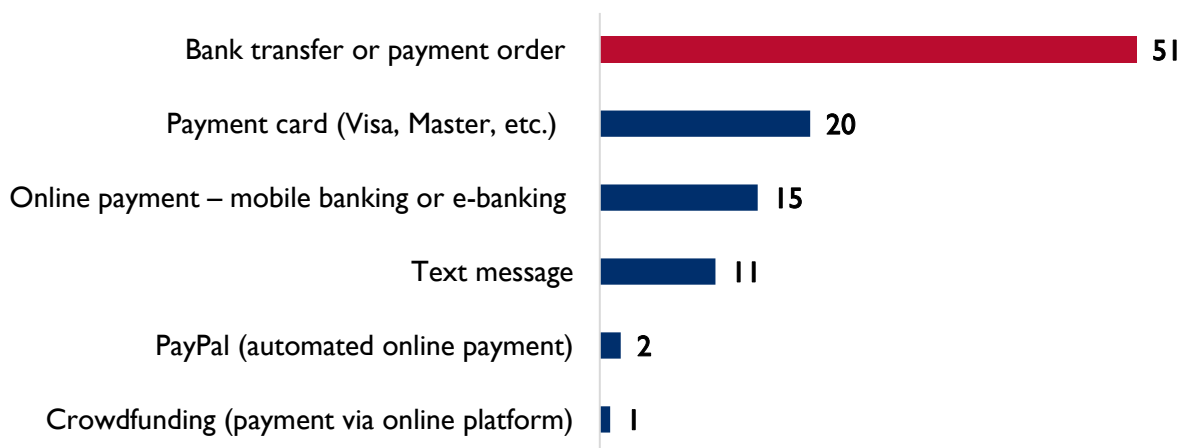 Bank transfer or payment order 51
Payment card (Visa, Master, etc.) 20
Online payment – mobile banking or e-banking 15
Text message 11
PayPal (automated online payment) 2
Crowdfunding (payment via online platform) 1